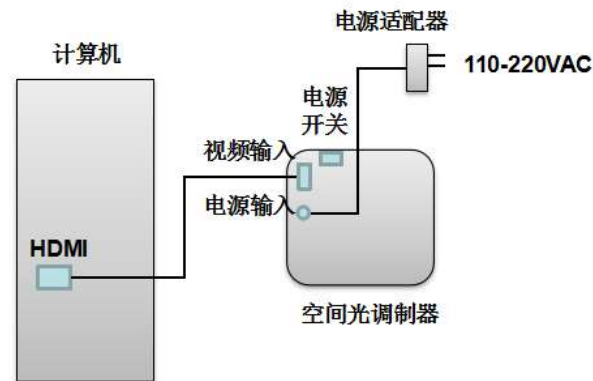 电源适配器
计算机
110-220VAC
电源
开关
视频输入
电源输入
HDMI
空间光调制器